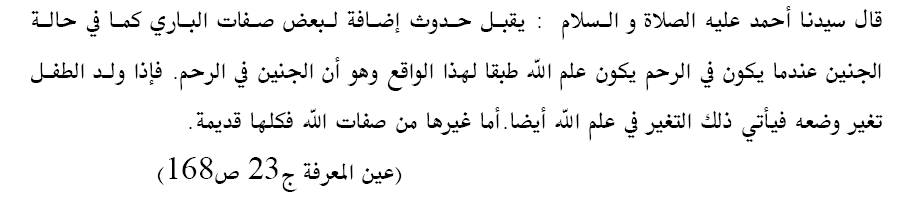 قال سيدنا أحمد عليه الصلاة و السلام : يقبل حدوث إضافة لبعض صفات الباري كما في حالة
الجنين عندما يكون في الرحم يكون علم الله طبقا لهذا الواقع وهو أن الجنين في الرحم. فإذا ولد الطفل
تغير وضعه فيأتي ذلك التغير في علم الله أيضا.أما غيرها من صفات الله فكلها قديمة.
(عين المعرفة ج23 ص168)